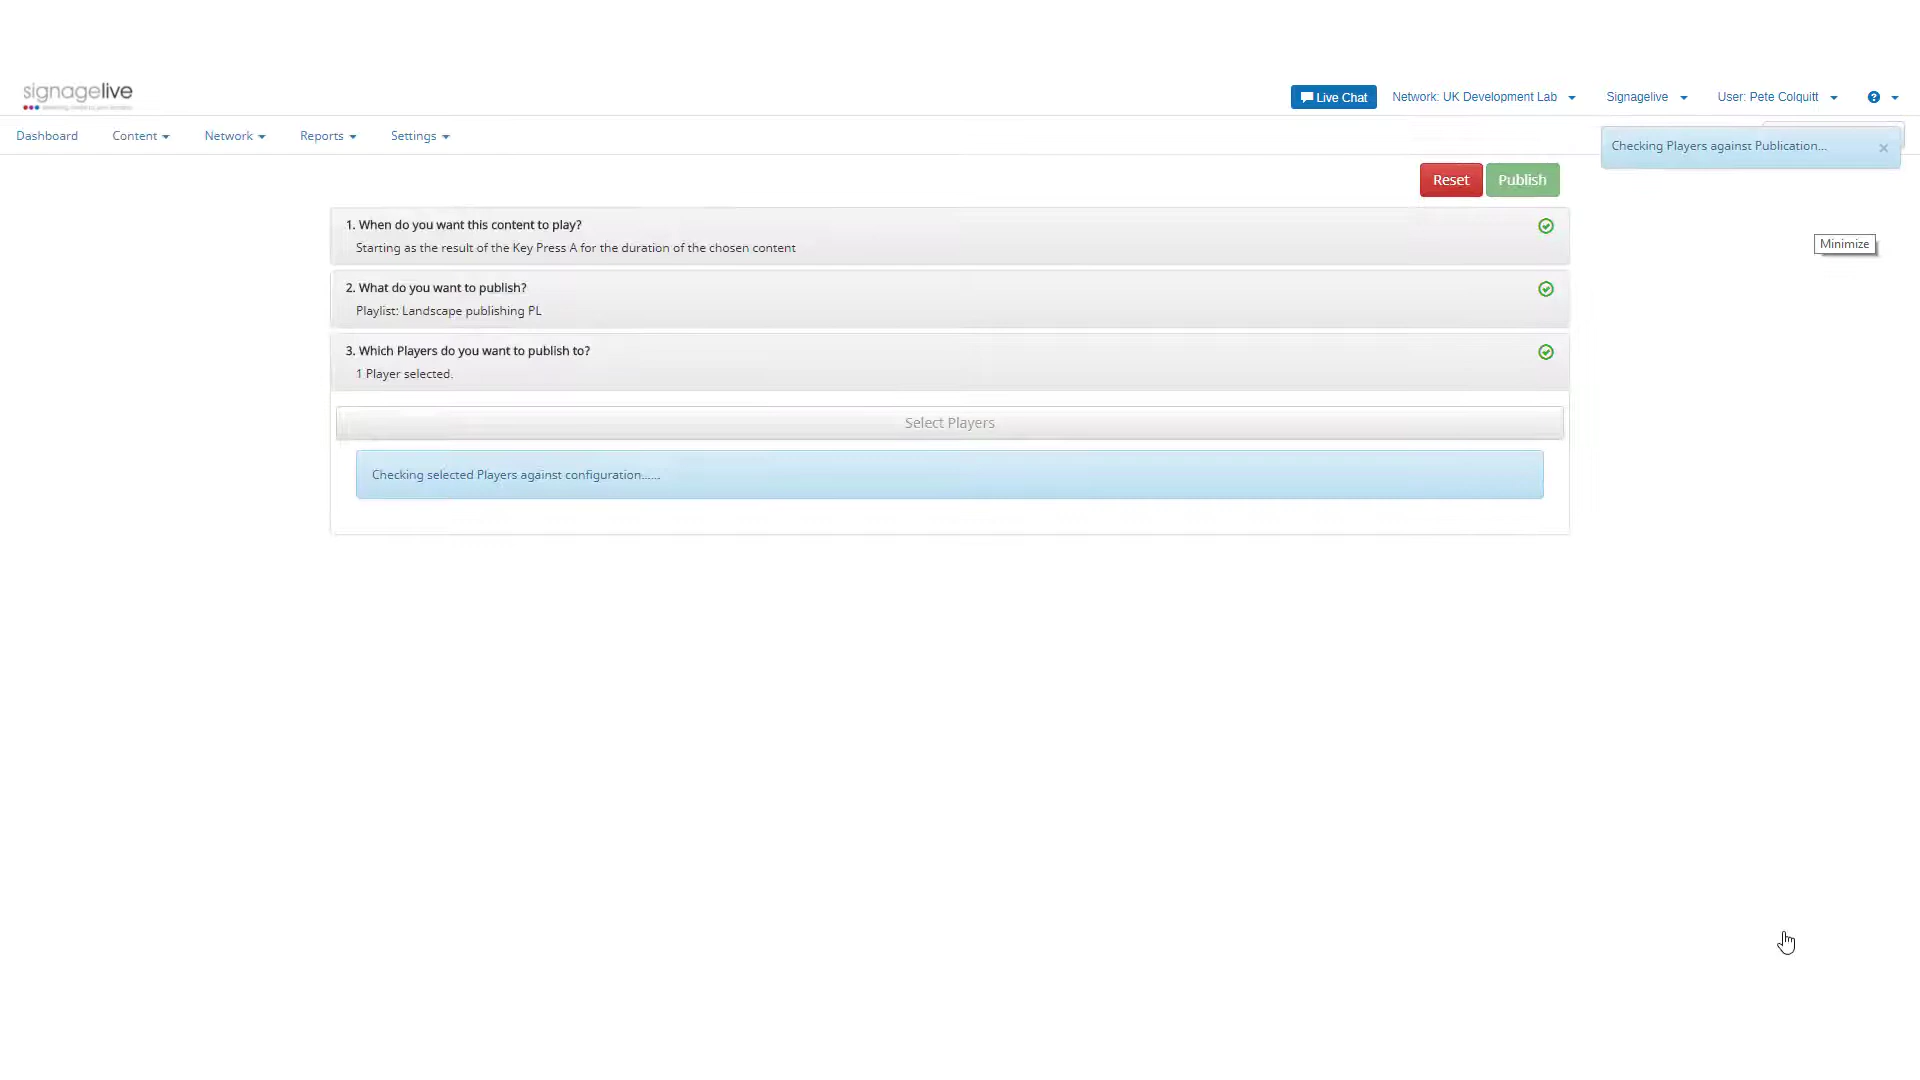 signagelive
Live Chat
Network: UK Development Lab
Signagelive
User: Pete Colquitt
Dashboard
Content
Network
Reports
Settings
Checking Players against Publication...
×
Reset
Publish
Minimize
1. When do you want this content to play?
Starting as the result of the Key Press A for the duration of the chosen content
2. What do you want to publish?
Playlist: Landscape publishing PL
3. Which Players do you want to publish to?
1 Player selected.
Select Players
Checking selected Players against configuration......